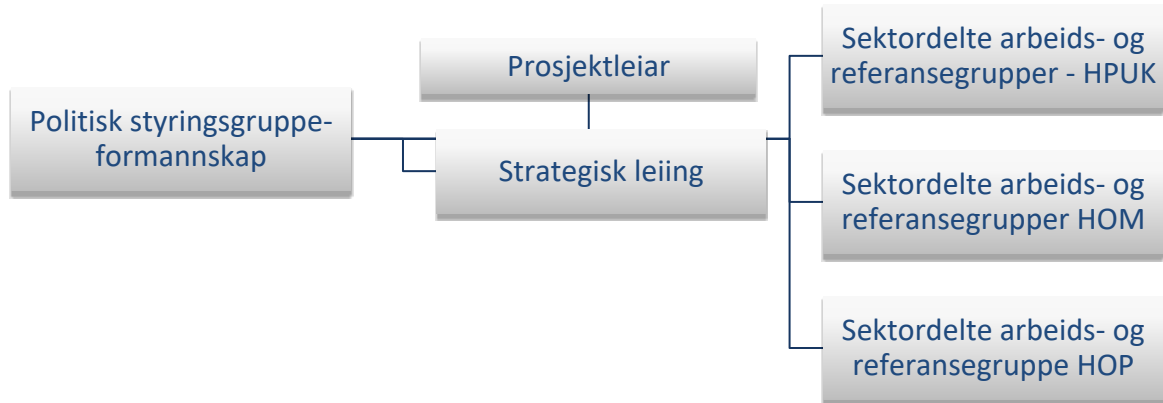 Politisk styringsgruppe-
formannskap
Prosjektleiar
Strategisk leiing
Sektordelte arbeids- og
referansegrupper - HPUK
Sektordelte arbeids- og
referansegrupper HOM
Sektordelte arbeids- og
referansegruppe HOP